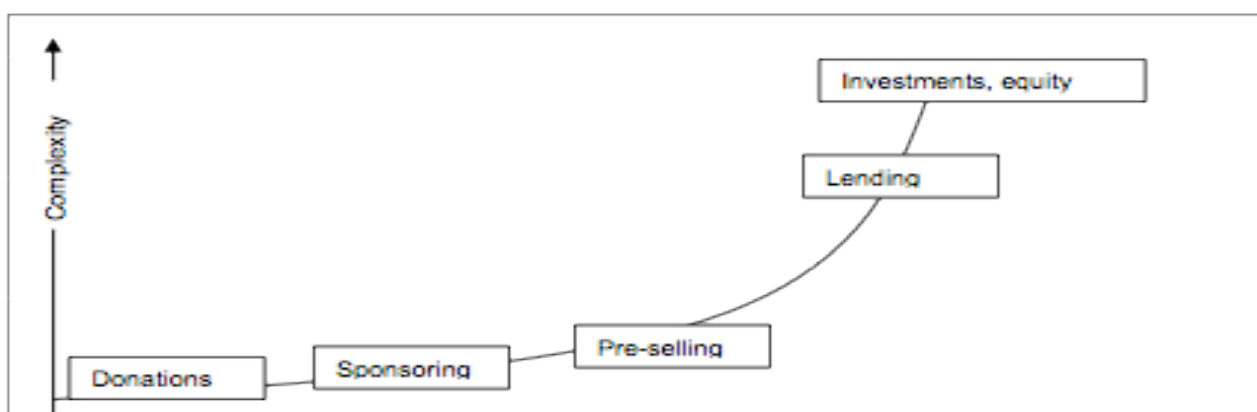 Investments, equity
Complexity
Lending
Pre-selling
Sponsoring
Donations